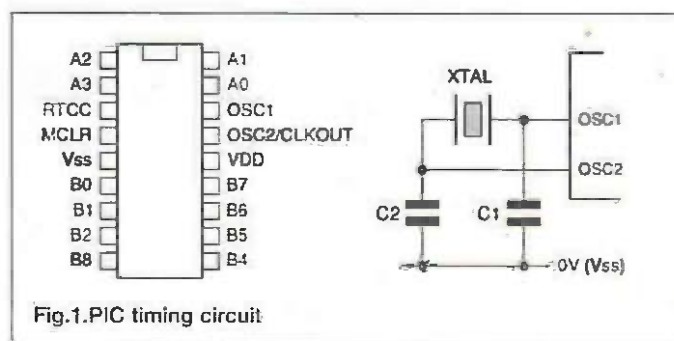 A2 A1
A3 A0
RTCC OSC1
MCLR OSC2/CLKOUT
Vss VDD
B0 B7
B1 B6
B2 B5
B8 B4
XTAL
OSC1
OSC2
C2 C1
0V (Vss)
Fig.1.PIC timing circuit